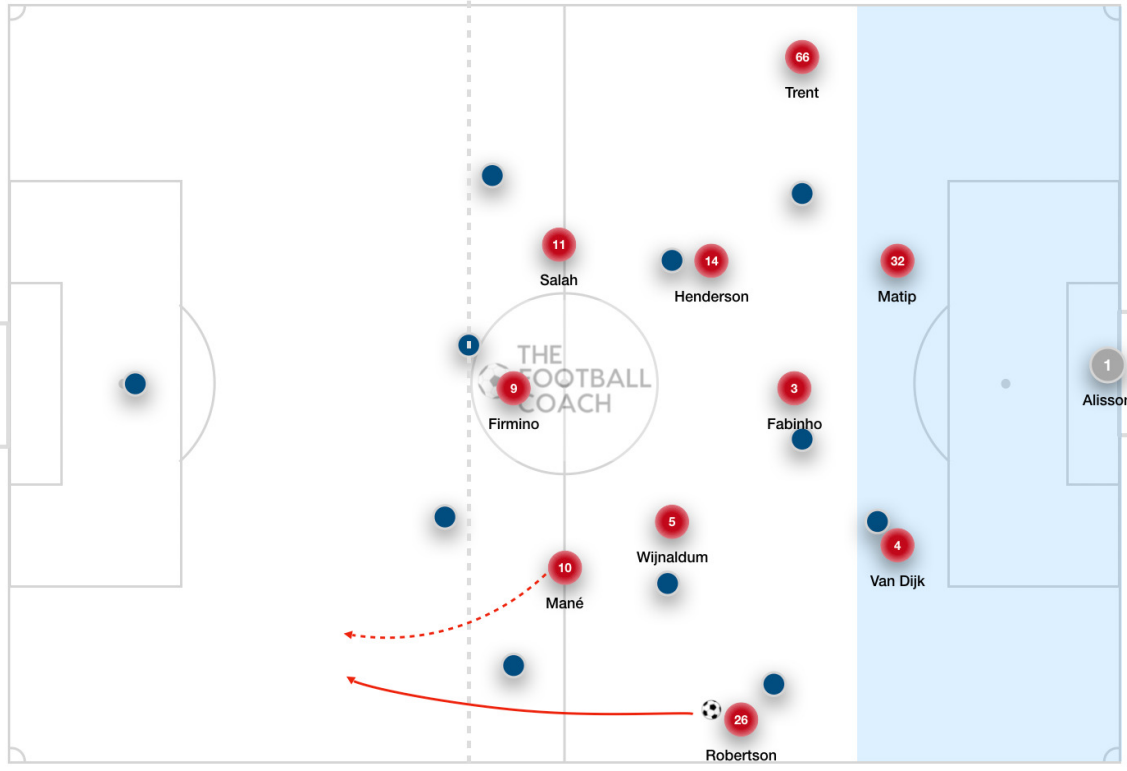 66
Trent
11
Salah
14
Henderson
32
Matip
THE
FOOTBALL
COACH
9
Firmino
3
Fabinho
1
Alisson
5
Wijnaldum
10
Mané
4
Van Dijk
26
Robertson